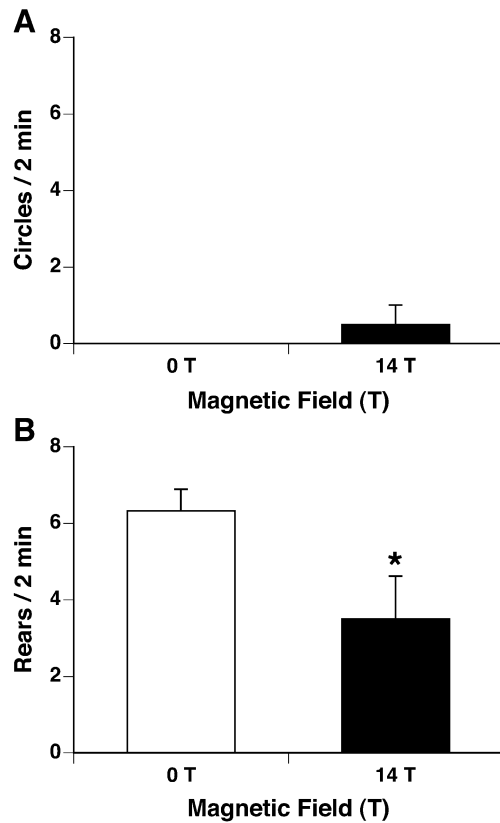 A
8
6
4
2
0
Circles / 2 min
0 T
14 T
Magnetic Field (T)
B
8
6
4
2
0
Rears / 2 min
*
0 T
14 T
Magnetic Field (T)